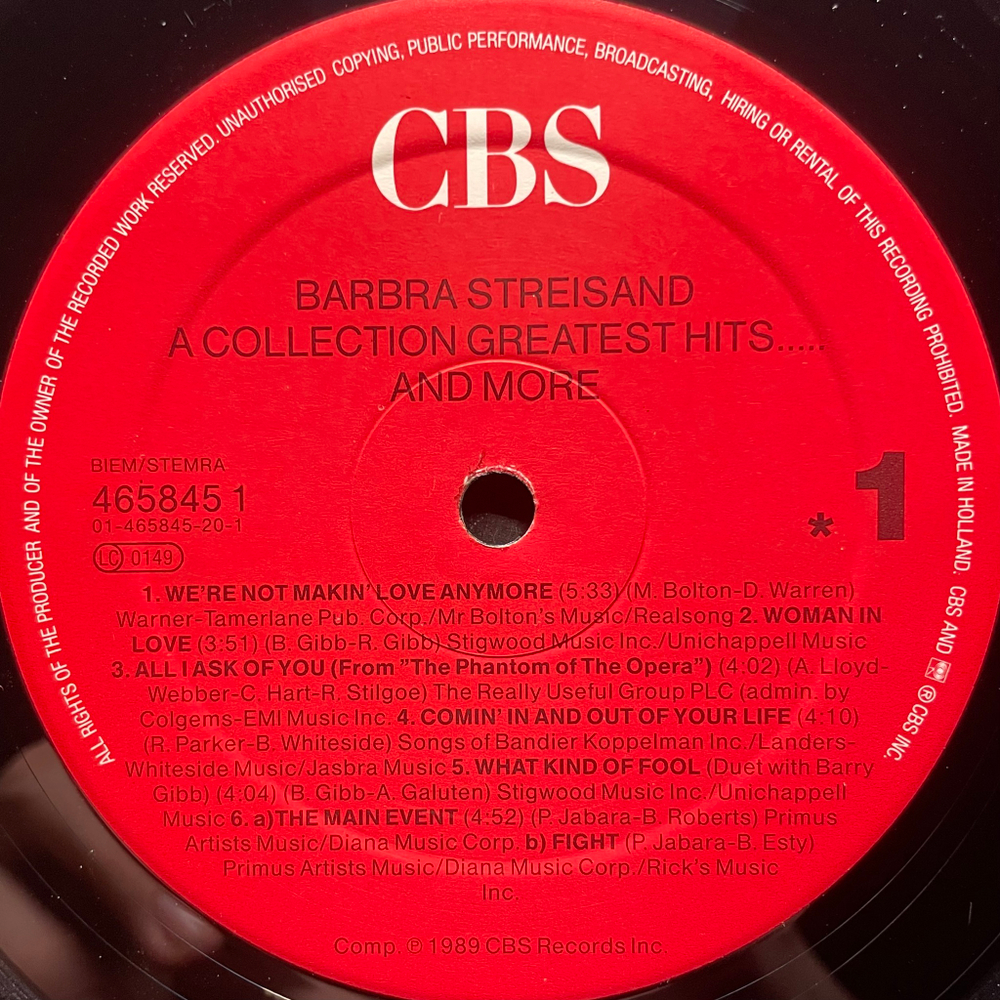 ALL RIGHTS OF THE PRODUCER AND OF THE OWNER OF THE RECORDED WORK RESERVED. UNAUTHORISED COPYING, PUBLIC PERFORMANCE, BROADCASTING, HIRING OR RENTAL OF THIS RECORDING PROHIBITED. MADE IN HOLLAND. CBS AND ® CBS INC.
CBS
BARBRA STREISAND
A COLLECTION GREATEST HITS.....
AND MORE
BIEM/STEMRA
465845 1
01-465845-20-1
LC 0149
* 1
1. WE'RE NOT MAKIN' LOVE ANYMORE (5:33) (M. Bolton-D. Warren)
Warner-Tamerlane Pub. Corp./Mr Bolton's Music/Realsong 2. WOMAN IN
LOVE (3:51) (B. Gibb-R. Gibb) Stigwood Music Inc./Unichappell Music
3. ALL I ASK OF YOU (From "The Phantom of The Opera") (4:02) (A. Lloyd-
Webber-C. Hart-R. Stilgoe) The Really Useful Group PLC (admin. by
Colgems-EMI Music Inc. 4. COMIN' IN AND OUT OF YOUR LIFE (4:10)
(R. Parker-B. Whiteside) Songs of Bandier Koppelman Inc./Landers-
Whiteside Music/Jasbra Music 5. WHAT KIND OF FOOL (Duet with Barry
Gibb) (4:04) (B. Gibb-A. Galuten) Stigwood Music Inc./Unichappell
Music 6. a) THE MAIN EVENT (4:52) (P. Jabara-B. Roberts) Primus
Artists Music/Diana Music Corp. b) FIGHT (P. Jabara-B. Esty)
Primus Artists Music/Diana Music Corp./Rick's Music
Inc.
Comp. ℗ 1989 CBS Records Inc.